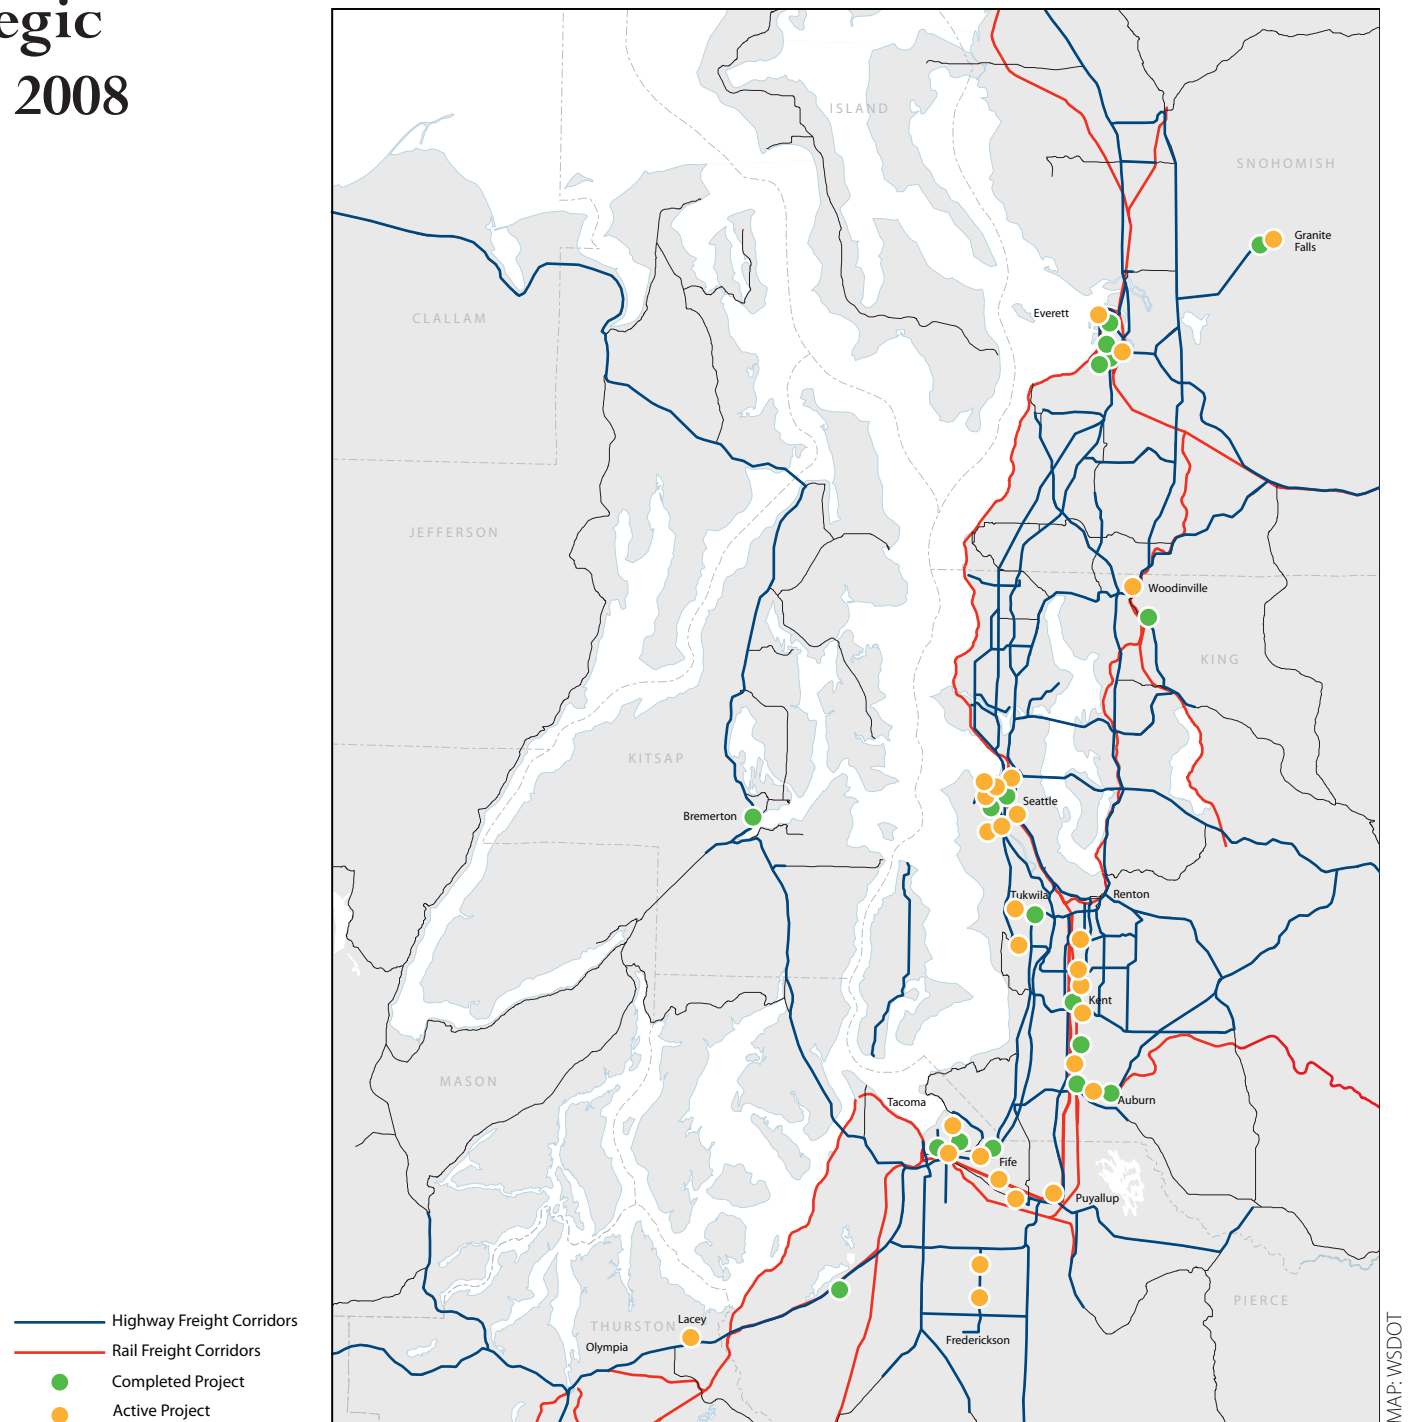 egic
2008
ISLAND
SNOHOMISH
Granite
Falls
CLALLAM
Everett
JEFFERSON
Woodinville
KING
KITSAP
Seattle
Bremerton
Tukwila
Renton
Kent
MASON
Tacoma
Auburn
Fife
Puyallup
PIERCE
Lacey
THURSTON
Olympia
Frederickson
Highway Freight Corridors
Rail Freight Corridors
Completed Project
Active Project
MAP: WSDOT